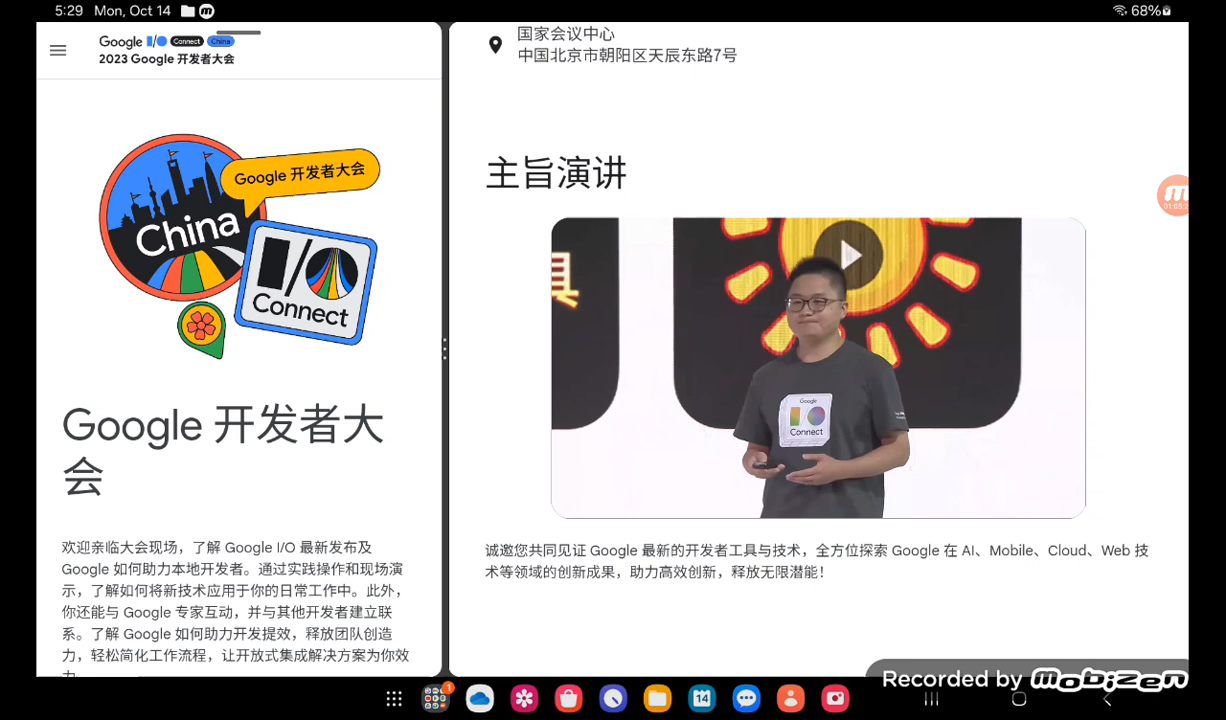 5:29 Mon, Oct 14
68%
Google I/O Connect China
2023 Google 开发者大会
China
Google 开发者大会
I/O
Connect
Google 开发者大
会
欢迎亲临大会现场，了解 Google I/O 最新发布及
Google 如何助力本地开发者。通过实践操作和现场演
示，了解如何将新技术应用于你的日常工作中。此外，
你还能与 Google 专家互动，并与其他开发者建立联
系。了解 Google 如何助力开发提效，释放团队创造
力，轻松简化工作流程，让开放式集成解决方案为你效
国家会议中心
中国北京市朝阳区天辰东路7号
主旨演讲
Google
I/O
Connect
诚邀您共同见证 Google 最新的开发者工具与技术，全方位探索 Google 在 AI、Mobile、Cloud、Web 技
术等领域的创新成果，助力高效创新，释放无限潜能！
1
14
Recorded by mobizen